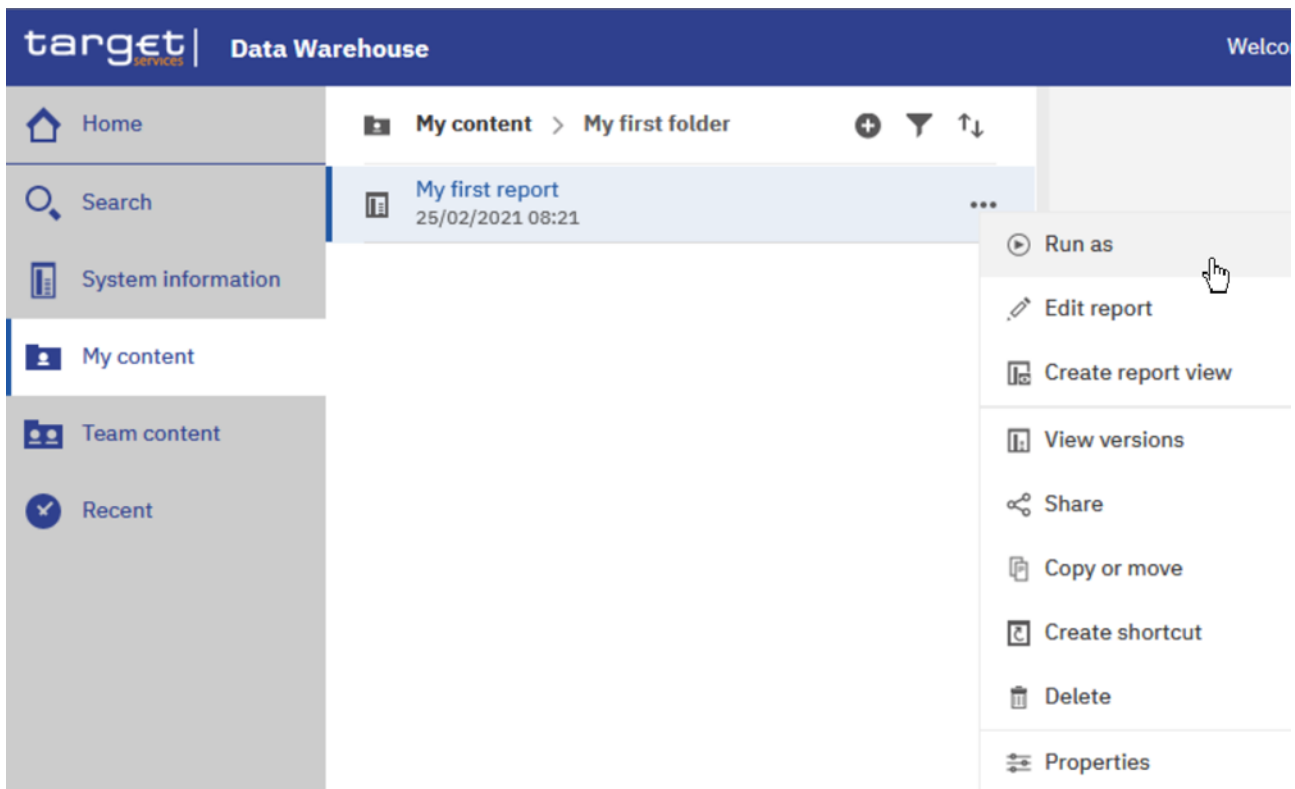 target services | Data Warehouse
Home
Search
System information
My content
Team content
Recent
My content > My first folder
My first report
25/02/2021 08:21
Run as
Edit report
Create report view
View versions
Share
Copy or move
Create shortcut
Delete
Properties